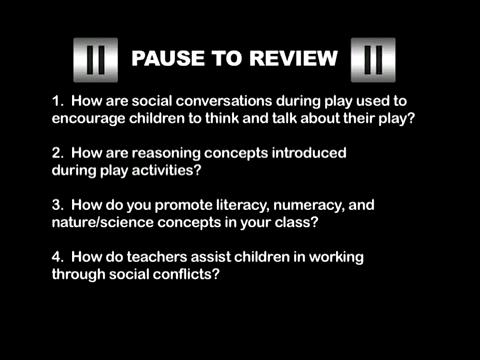 PAUSE TO REVIEW
1. How are social conversations during play used to
encourage children to think and talk about their play?
2. How are reasoning concepts introduced
during play activities?
3. How do you promote literacy, numeracy, and
nature/science concepts in your class?
4. How do teachers assist children in working
through social conflicts?